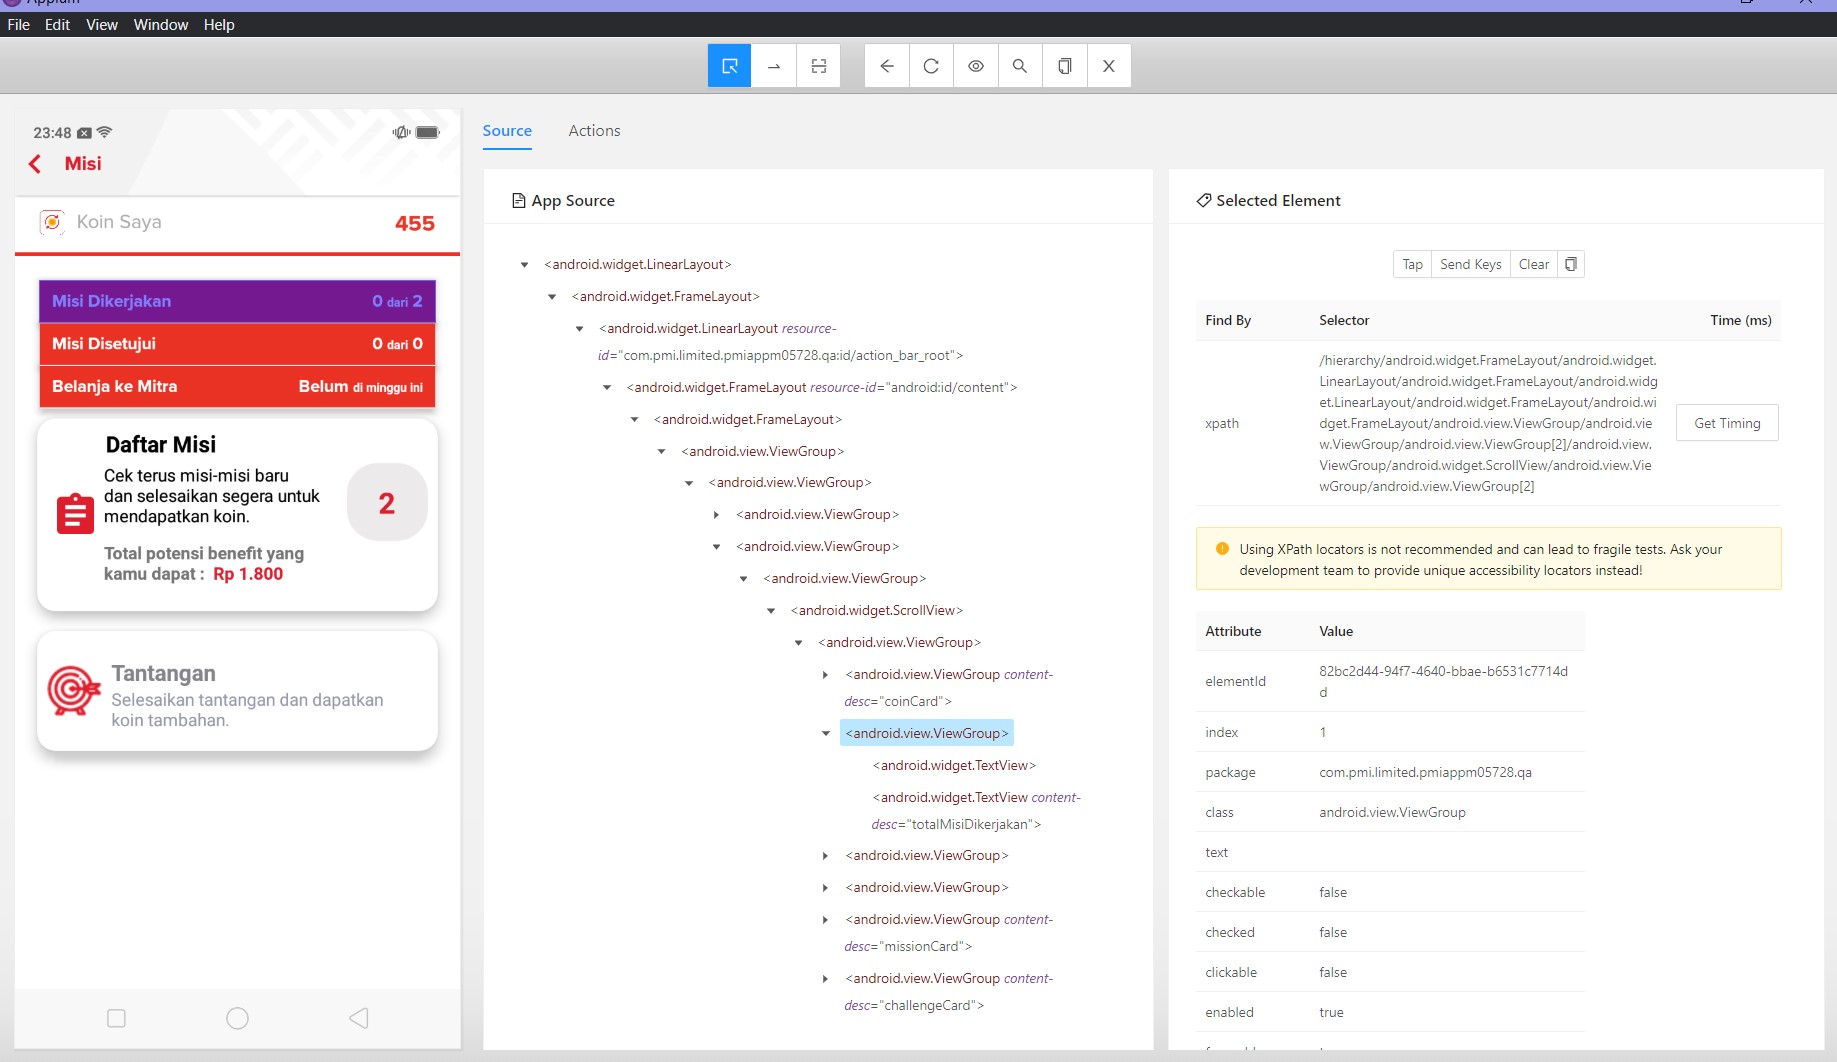 Appium
File Edit View Window Help
23:48
Misi
Koin Saya 455
Misi Dikerjakan 0 dari 2
Misi Disetujui 0 dari 0
Belanja ke Mitra Belum di minggu ini
Daftar Misi
Cek terus misi-misi baru
dan selesaikan segera untuk
mendapatkan koin.
2
Total potensi benefit yang
kamu dapat : Rp 1.800
Tantangan
Selesaikan tantangan dan dapatkan
koin tambahan.
Source Actions
App Source
<android.widget.LinearLayout>
<android.widget.FrameLayout>
<android.widget.LinearLayout resource-
id="com.pmi.limited.pmiappm05728.qa:id/action_bar_root">
<android.widget.FrameLayout resource-id="android:id/content">
<android.widget.FrameLayout>
<android.view.ViewGroup>
<android.view.ViewGroup>
<android.view.ViewGroup>
<android.view.ViewGroup>
<android.view.ViewGroup>
<android.widget.ScrollView>
<android.view.ViewGroup>
<android.view.ViewGroup content-
desc="coinCard">
<android.view.ViewGroup>
<android.widget.TextView>
<android.widget.TextView content-
desc="totalMisiDikerjakan">
<android.view.ViewGroup>
<android.view.ViewGroup>
<android.view.ViewGroup content-
desc="missionCard">
<android.view.ViewGroup content-
desc="challengeCard">
Selected Element
Tap Send Keys Clear
Find By Selector Time (ms)
xpath
/hierarchy/android.widget.FrameLayout/android.widget.
LinearLayout/android.widget.FrameLayout/android.widg
et.LinearLayout/android.widget.FrameLayout/android.wi
dget.FrameLayout/android.view.ViewGroup/android.vie
w.ViewGroup/android.view.ViewGroup[2]/android.view.
ViewGroup/android.widget.ScrollView/android.view.Vie
wGroup/android.view.ViewGroup[2]
Get Timing
Using XPath locators is not recommended and can lead to fragile tests. Ask your
development team to provide unique accessibility locators instead!
Attribute Value
elementId 82bc2d44-94f7-4640-bbae-b6531c7714d
d
index 1
package com.pmi.limited.pmiappm05728.qa
class android.view.ViewGroup
text
checkable false
checked false
clickable false
enabled true